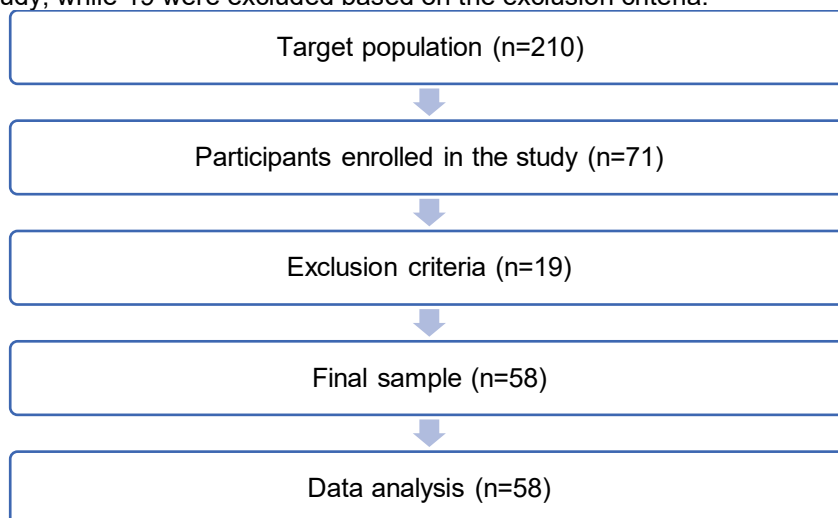 study, while 19 were excluded based on the exclusion criteria.
Target population (n=210)
Participants enrolled in the study (n=71)
Exclusion criteria (n=19)
Final sample (n=58)
Data analysis (n=58)